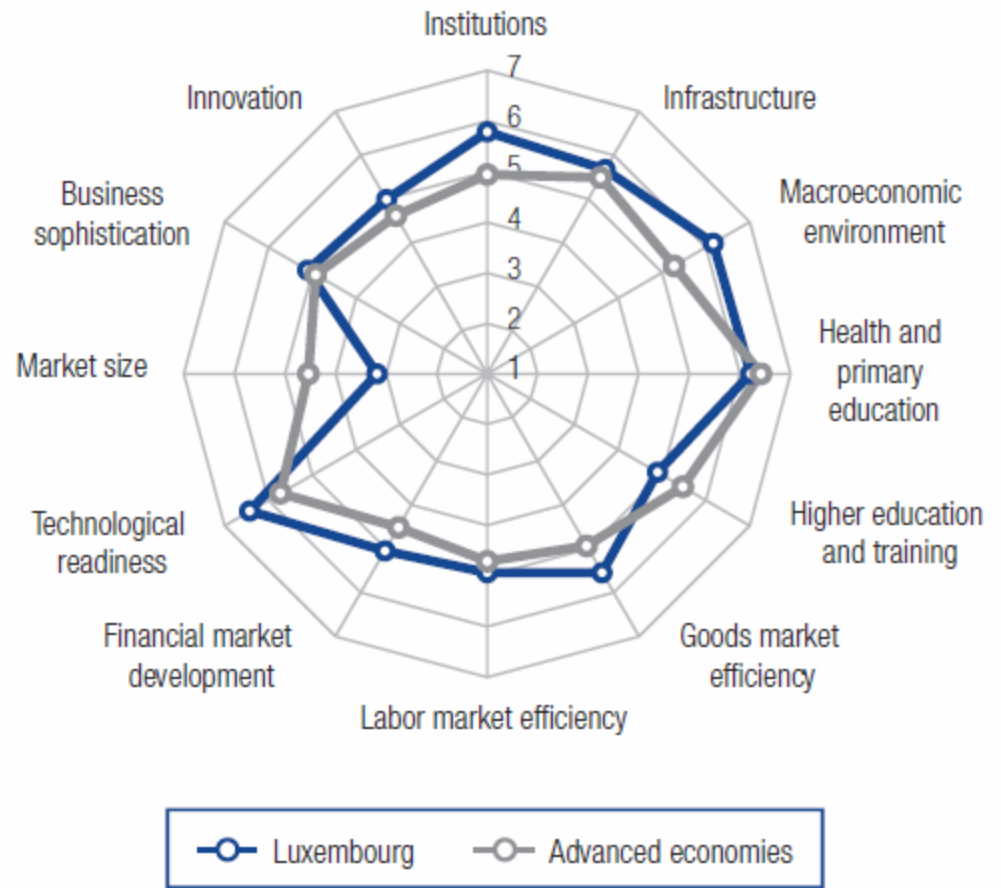 Institutions
7
6
5
4
3
2
1
Infrastructure
Macroeconomic
environment
Health and
primary
education
Higher education
and training
Goods market
efficiency
Labor market efficiency
Financial market
development
Technological
readiness
Market size
Business
sophistication
Innovation
Luxembourg
Advanced economies